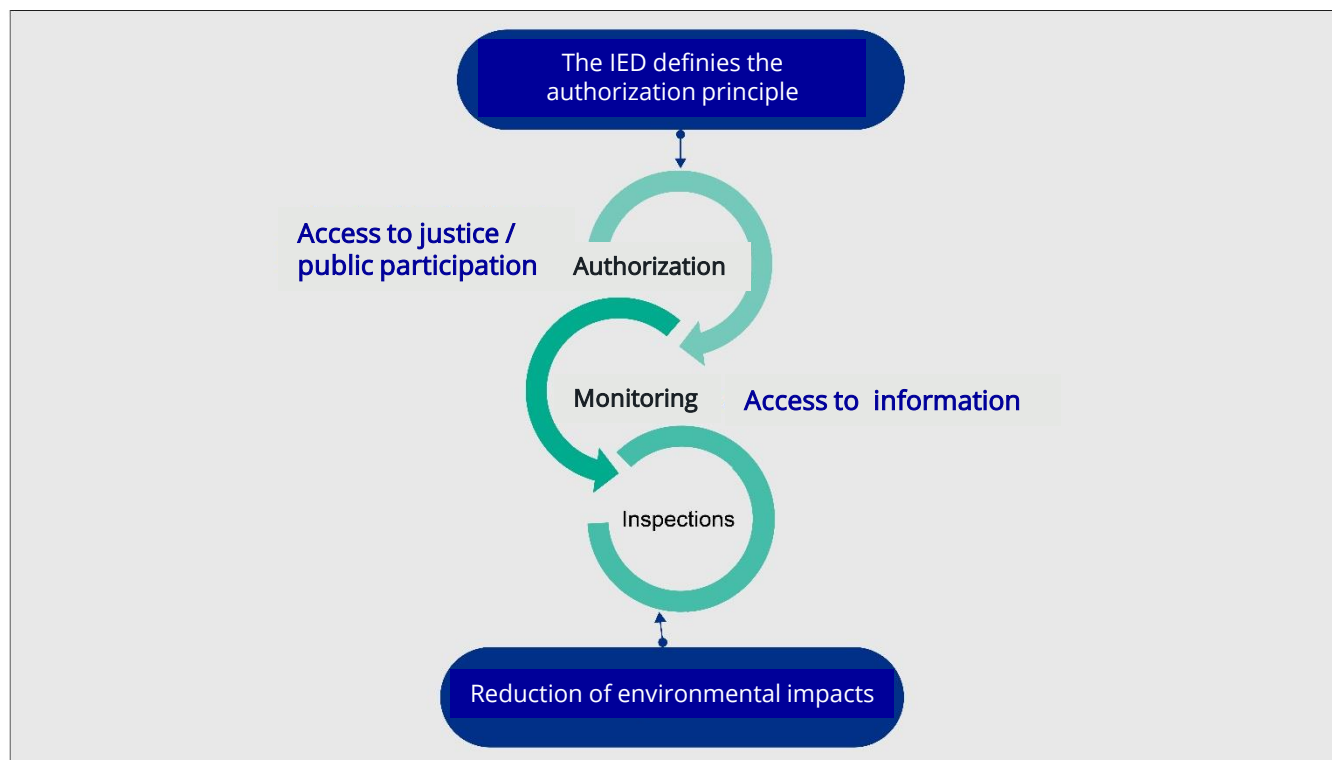 The IED definies the
authorization principle
Access to justice /
public participation
Authorization
Monitoring
Access to information
Inspections
Reduction of environmental impacts